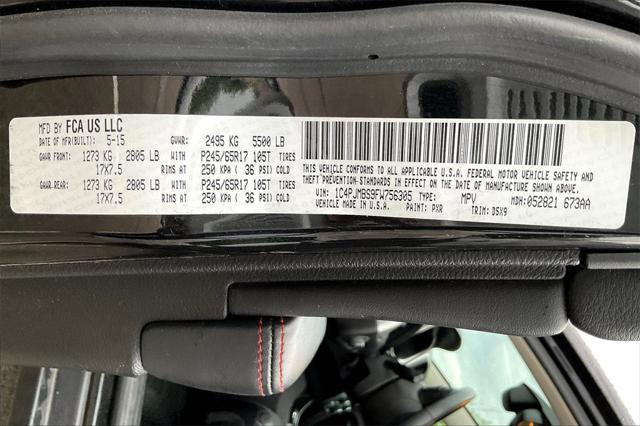 MFD BY FCA US LLC
DATE OF MFR(BUILT): 5-15 GVWR: 2495 KG 5500 LB
GAWR FRONT: 1273 KG 2805 LB WITH P245/65R17 105T TIRES
17X7.5 RIMS AT 250 KPA ( 36 PSI) COLD
GAWR REAR: 1273 KG 2805 LB WITH P245/65R17 105T TIRES
17X7.5 RIMS AT 250 KPA ( 36 PSI) COLD
THIS VEHICLE CONFORMS TO ALL APPLICABLE U.S.A. FEDERAL MOTOR VEHICLE SAFETY AND
THEFT PREVENTION STANDARDS IN EFFECT ON THE DATE OF MANUFACTURE SHOWN ABOVE.
VIN: 1C4PJMBS9FW756305 TYPE: MPV MDH: 052821 673AA
VEHICLE MADE IN U.S.A. PAINT: PXR TRIM: DSX9